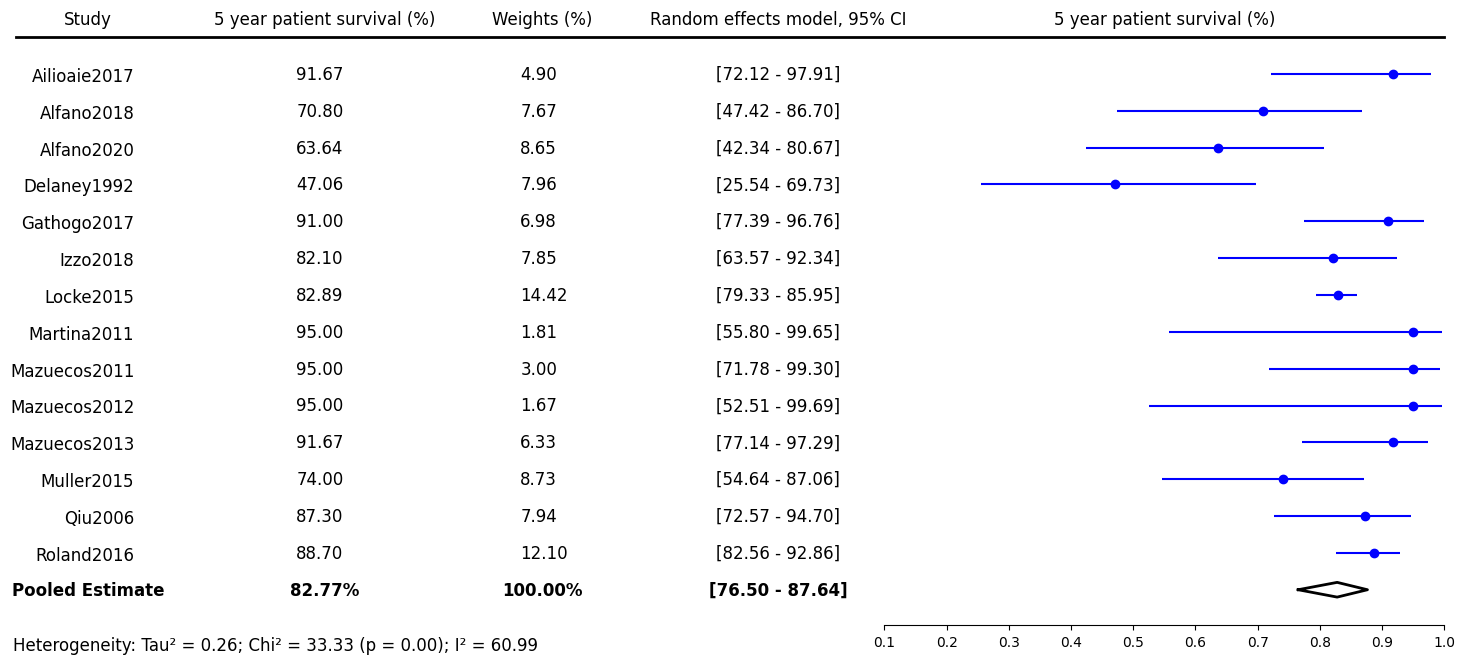 Study 5 year patient survival (%) Weights (%) Random effects model, 95% CI 5 year patient survival (%)
Ailioaie2017 91.67 4.90 [72.12 - 97.91]
Alfano2018 70.80 7.67 [47.42 - 86.70]
Alfano2020 63.64 8.65 [42.34 - 80.67]
Delaney1992 47.06 7.96 [25.54 - 69.73]
Gathogo2017 91.00 6.98 [77.39 - 96.76]
Izzo2018 82.10 7.85 [63.57 - 92.34]
Locke2015 82.89 14.42 [79.33 - 85.95]
Martina2011 95.00 1.81 [55.80 - 99.65]
Mazuecos2011 95.00 3.00 [71.78 - 99.30]
Mazuecos2012 95.00 1.67 [52.51 - 99.69]
Mazuecos2013 91.67 6.33 [77.14 - 97.29]
Muller2015 74.00 8.73 [54.64 - 87.06]
Qiu2006 87.30 7.94 [72.57 - 94.70]
Roland2016 88.70 12.10 [82.56 - 92.86]
Pooled Estimate 82.77% 100.00% [76.50 - 87.64]
Heterogeneity: Tau² = 0.26; Chi² = 33.33 (p = 0.00); I² = 60.99
0.1 0.2 0.3 0.4 0.5 0.6 0.7 0.8 0.9 1.0